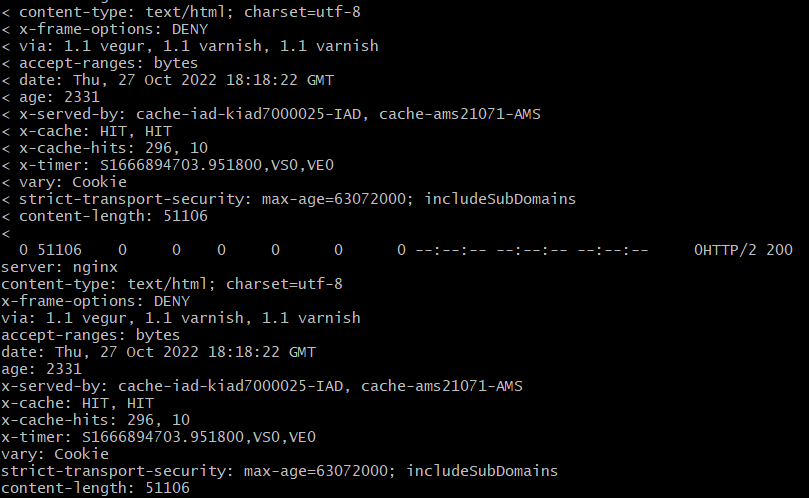 < content-type: text/html; charset=utf-8
< x-frame-options: DENY
< via: 1.1 vegur, 1.1 varnish, 1.1 varnish
< accept-ranges: bytes
< date: Thu, 27 Oct 2022 18:18:22 GMT
< age: 2331
< x-served-by: cache-iad-kiad7000025-IAD, cache-ams21071-AMS
< x-cache: HIT, HIT
< x-cache-hits: 296, 10
< x-timer: S1666894703.951800,VS0,VE0
< vary: Cookie
< strict-transport-security: max-age=63072000; includeSubDomains
< content-length: 51106
<
  0 51106    0     0    0     0      0      0 --:--:-- --:--:-- --:--:--     0HTTP/2 200
server: nginx
content-type: text/html; charset=utf-8
x-frame-options: DENY
via: 1.1 vegur, 1.1 varnish, 1.1 varnish
accept-ranges: bytes
date: Thu, 27 Oct 2022 18:18:22 GMT
age: 2331
x-served-by: cache-iad-kiad7000025-IAD, cache-ams21071-AMS
x-cache: HIT, HIT
x-cache-hits: 296, 10
x-timer: S1666894703.951800,VS0,VE0
vary: Cookie
strict-transport-security: max-age=63072000; includeSubDomains
content-length: 51106